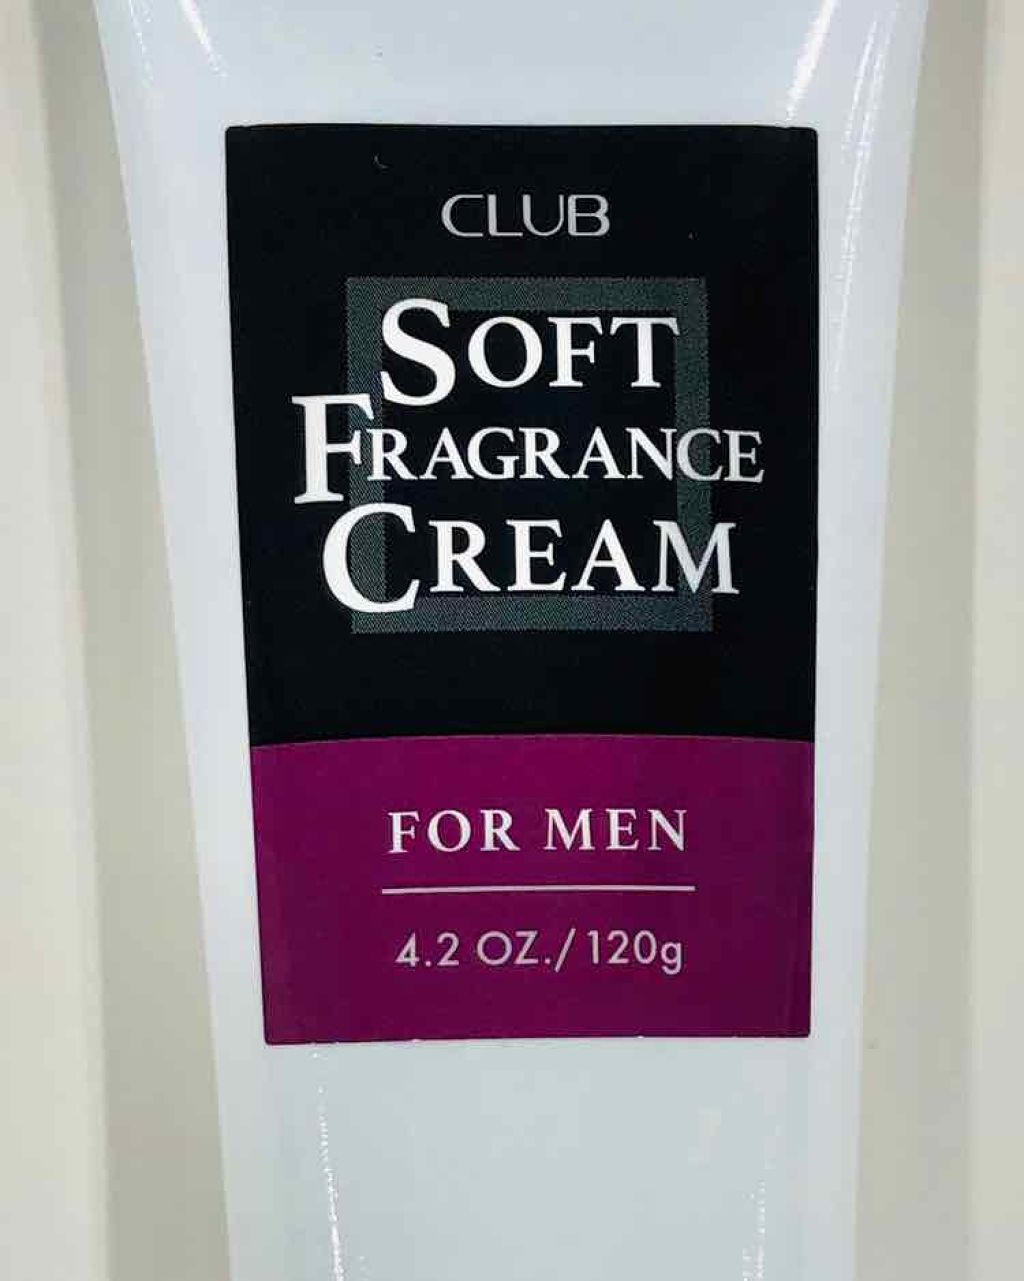 CLUB
SOFT
FRAGRANCE
CREAM
FOR MEN
4.2 OZ./120g